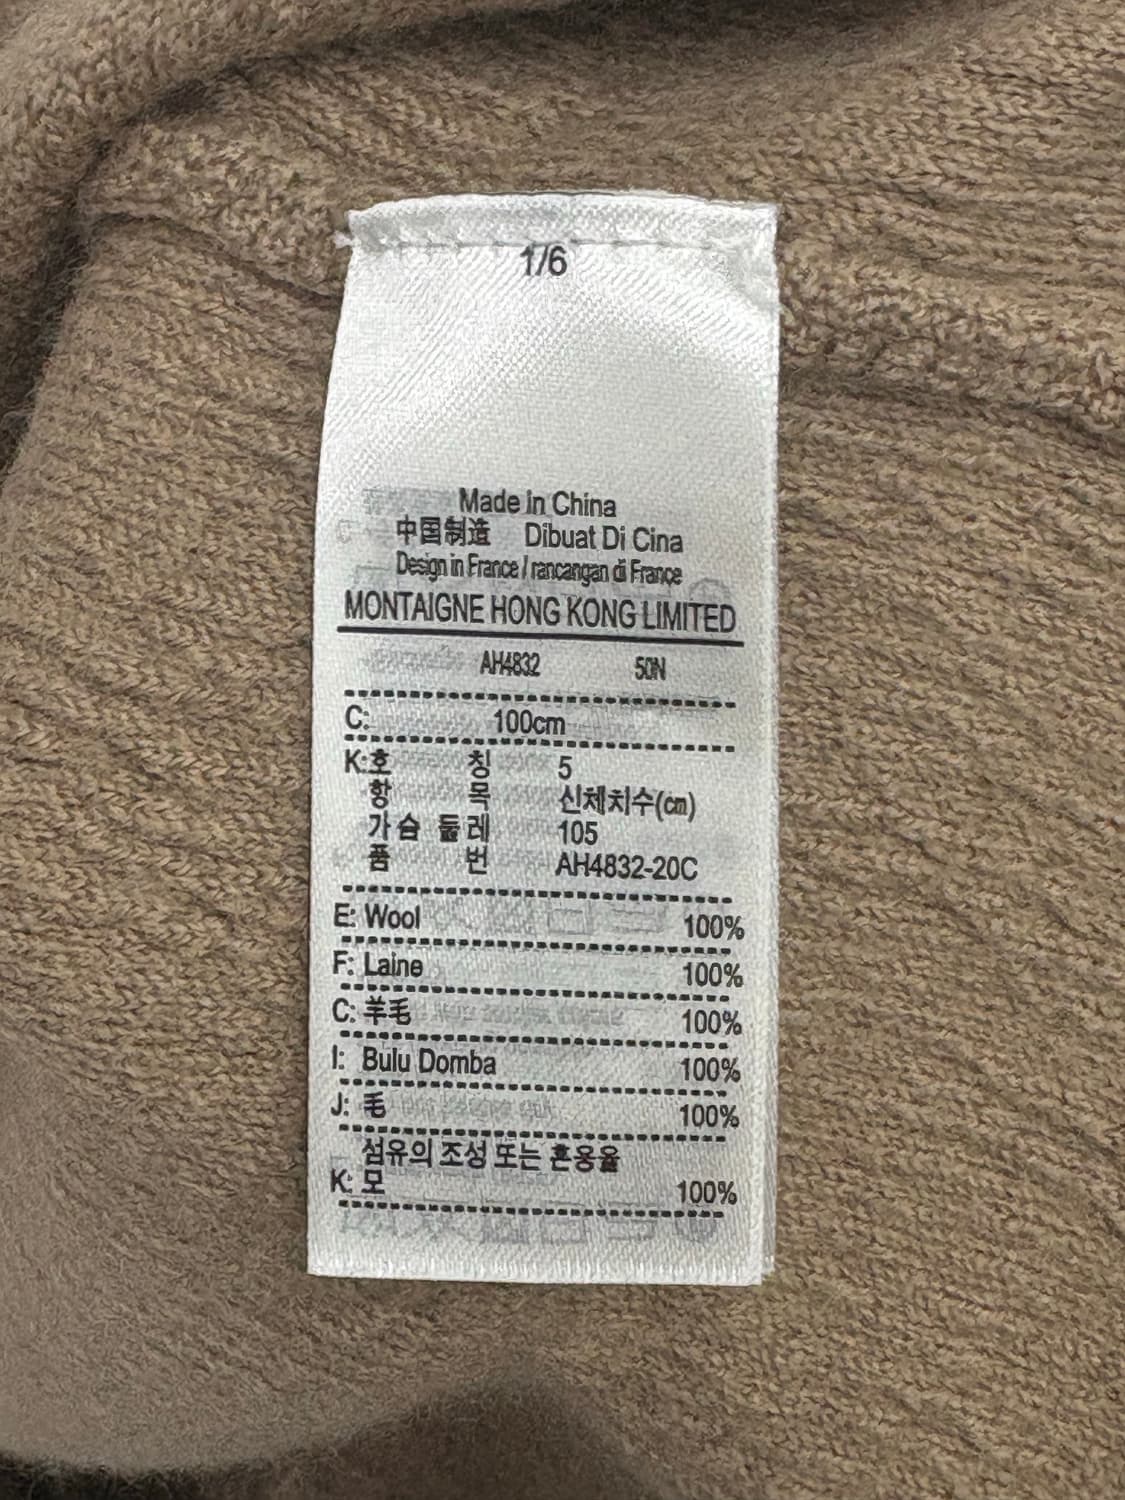 1/6
Made In China
中国制造 Dibuat Di Cina
Design in France / rancangan di France
MONTAIGNE HONG KONG LIMITED
AH4832 50N
C: 100cm
K:호 칭 5
항 목 신체치수(㎝)
가슴 둘레 105
품 번 AH4832-20C
E: Wool 100%
F: Laine 100%
C: 羊毛 100%
I: Bulu Domba 100%
J: 毛 100%
섬유의 조성 또는 혼용율
K: 모 100%